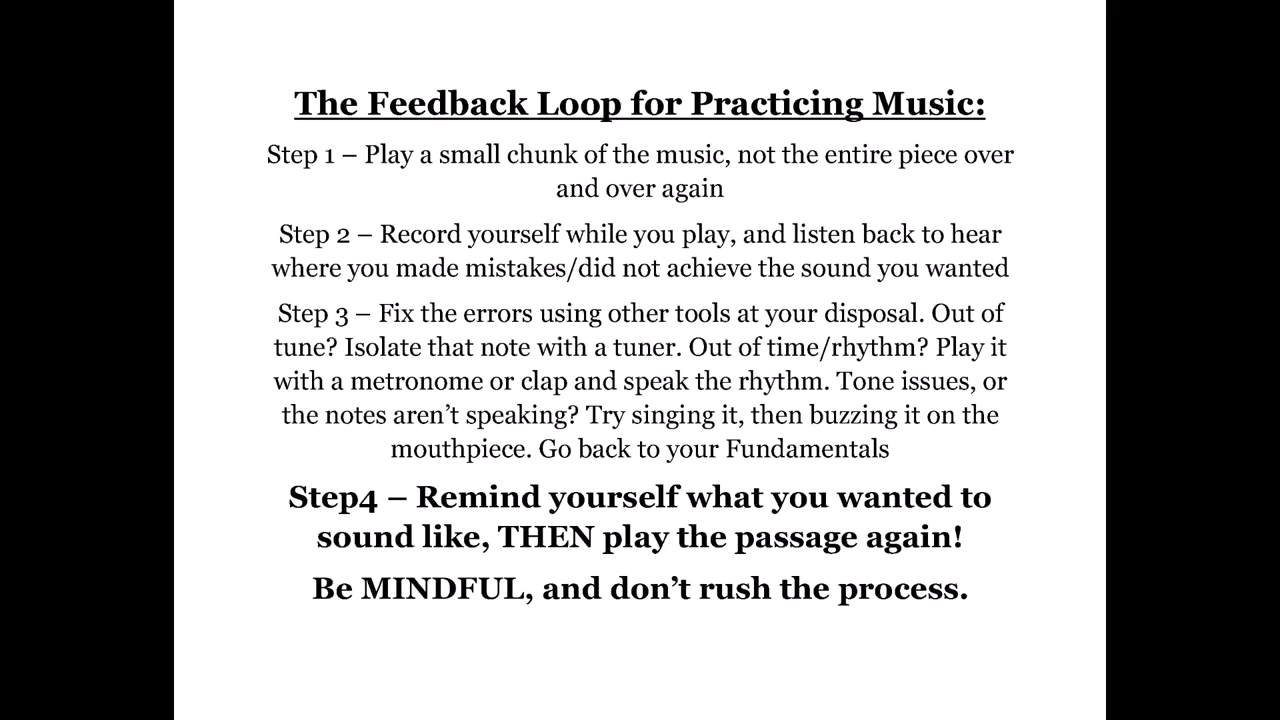 The Feedback Loop for Practicing Music:
Step 1 – Play a small chunk of the music, not the entire piece over
and over again
Step 2 – Record yourself while you play, and listen back to hear
where you made mistakes/did not achieve the sound you wanted
Step 3 – Fix the errors using other tools at your disposal. Out of
tune? Isolate that note with a tuner. Out of time/rhythm? Play it
with a metronome or clap and speak the rhythm. Tone issues, or
the notes aren’t speaking? Try singing it, then buzzing it on the
mouthpiece. Go back to your Fundamentals
Step4 – Remind yourself what you wanted to
sound like, THEN play the passage again!
Be MINDFUL, and don’t rush the process.